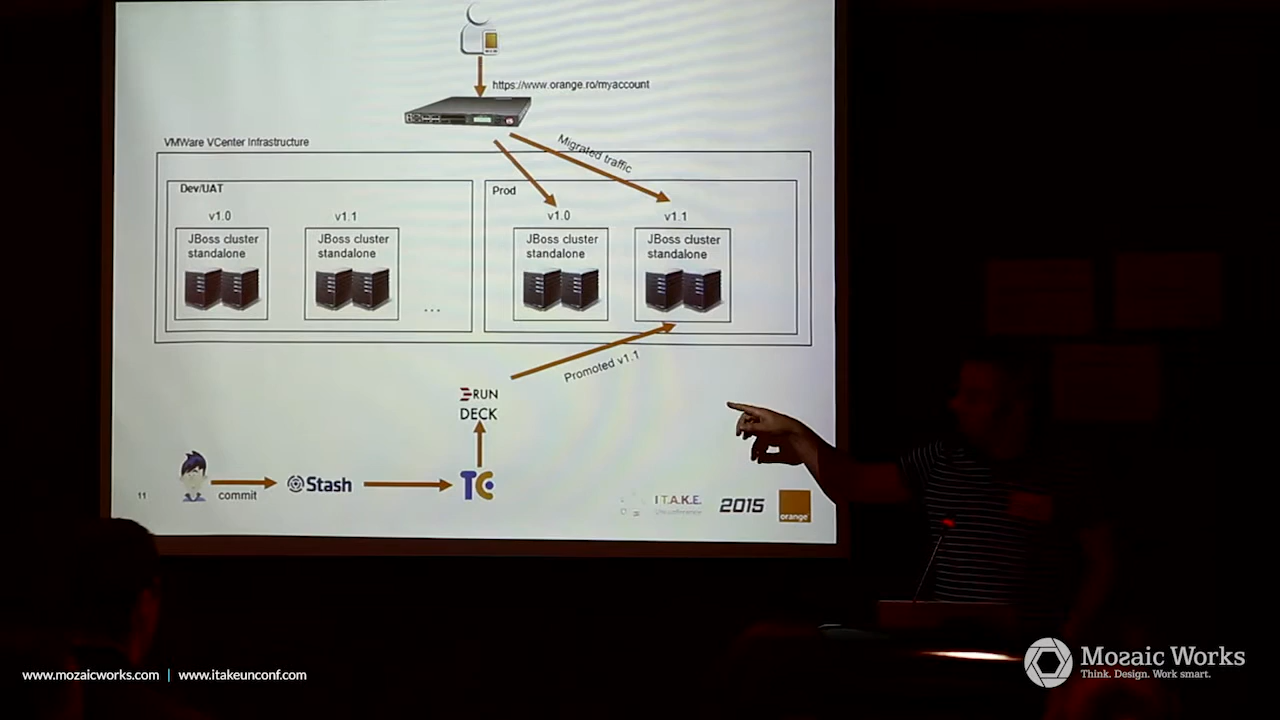 https://www.orange.ro/myaccount
VMWare VCenter Infrastructure
Migrated traffic
Dev/UAT
Prod
v1.0
v1.1
v1.0
v1.1
JBoss cluster
standalone
JBoss cluster
standalone
JBoss cluster
standalone
JBoss cluster
standalone
...
Promoted v1.1
RUN
DECK
commit
Stash
TC
11
I T.A.K.E.
Unconference
2015
orange
www.mozaicworks.com | www.itakeunconf.com
Mozaic Works
Think. Design. Work smart.